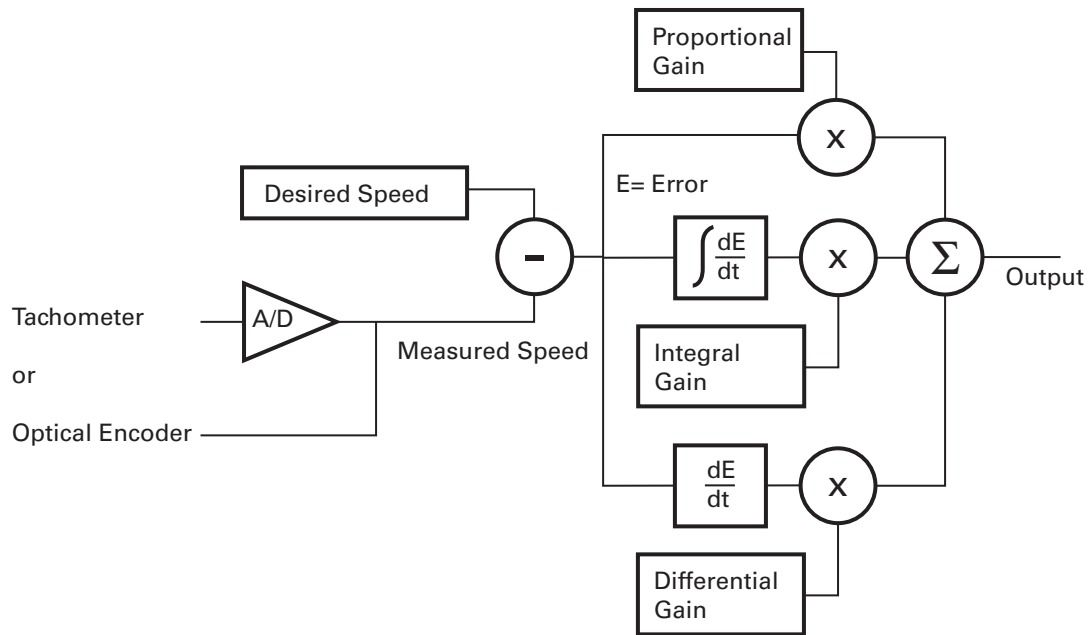 Proportional
Gain
X
Desired Speed
E= Error
-
∫ dE
dt
X
Σ
Output
Tachometer
A/D
Measured Speed
or
Integral
Gain
Optical Encoder
dE
dt
X
Differential
Gain